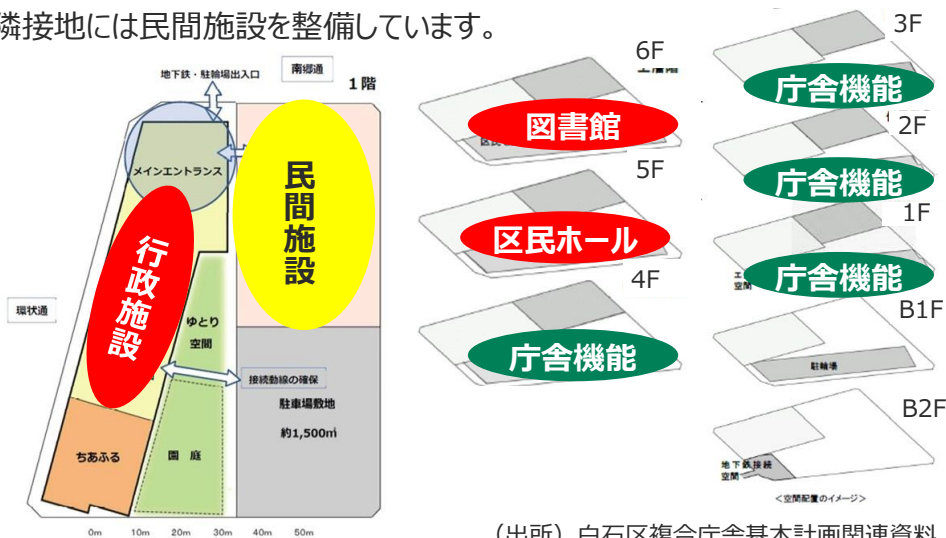 隣接地には民間施設を整備しています。
地下鉄・駐輪場出入口
南郷通
1階
メインエントランス
民間施設
行政施設
環状通
ゆとり
空間
接続動線の確保
駐車場敷地
約1,500㎡
ちあふる
園庭
0m 10m 20m 30m 40m 50m
6F
図書館
5F
区民ホール
4F
庁舎機能
3F
庁舎機能
2F
庁舎機能
1F
庁舎機能
空間
B1F
駐輪場
B2F
地下鉄接続
空間
<空間配置のイメージ>
(出所)白石区複合庁舎基本計画関連資料